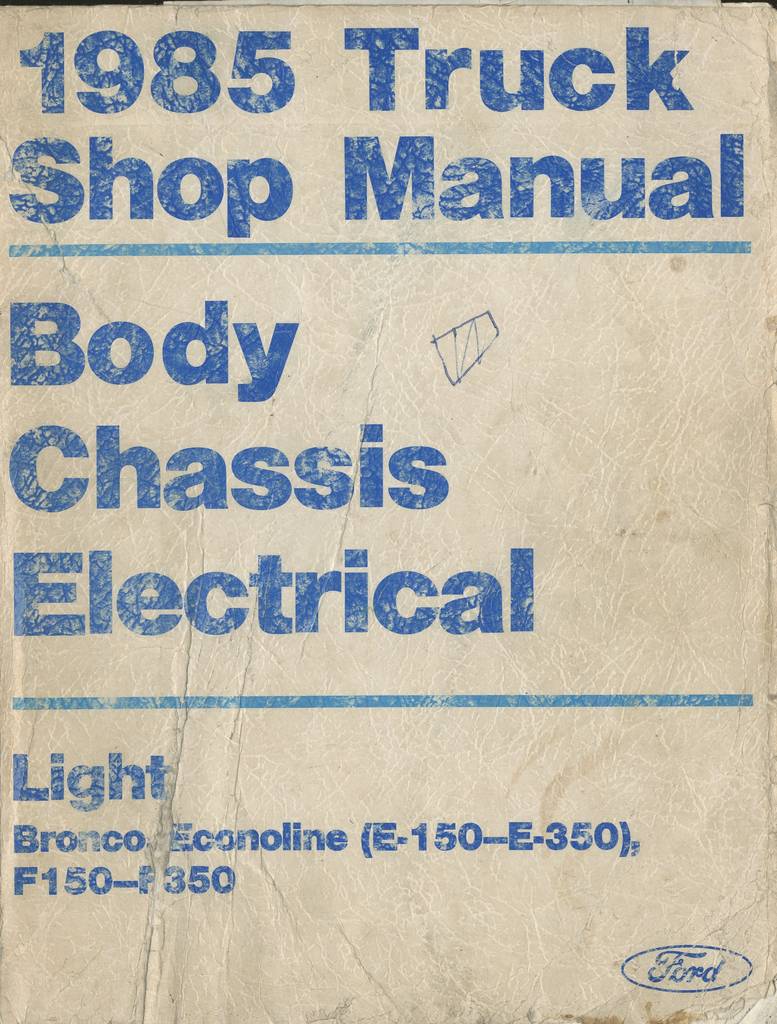 1985 Truck
Shop Manual
Body
Chassis
Electrical
Light
Bronco, Econoline (E-150–E-350),
F150–F350
Ford